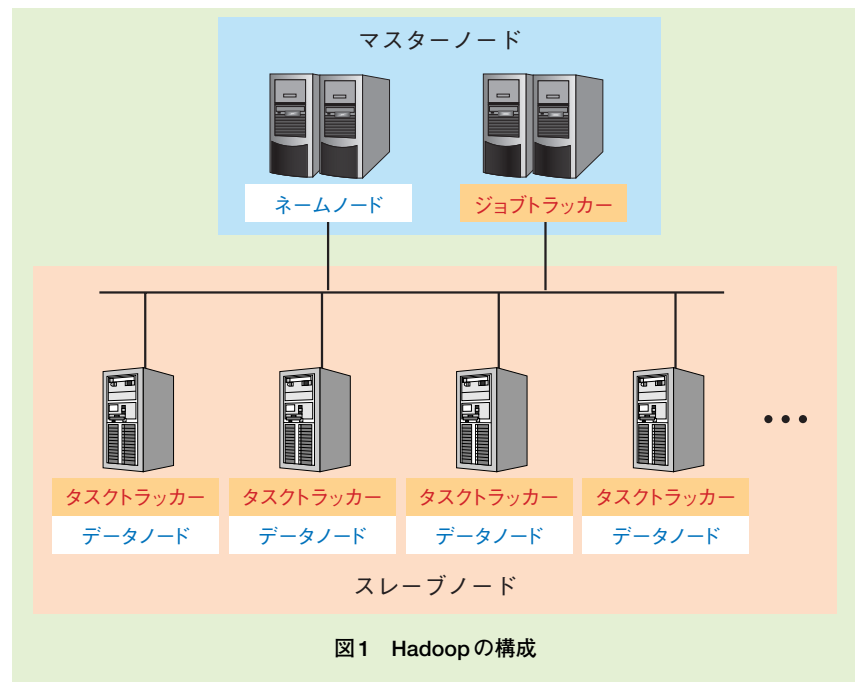 マスターノード
ネームノード ジョブトラッカー
タスクトラッカー タスクトラッカー タスクトラッカー タスクトラッカー
データノード データノード データノード データノード
•••
スレーブノード
図1 Hadoopの構成